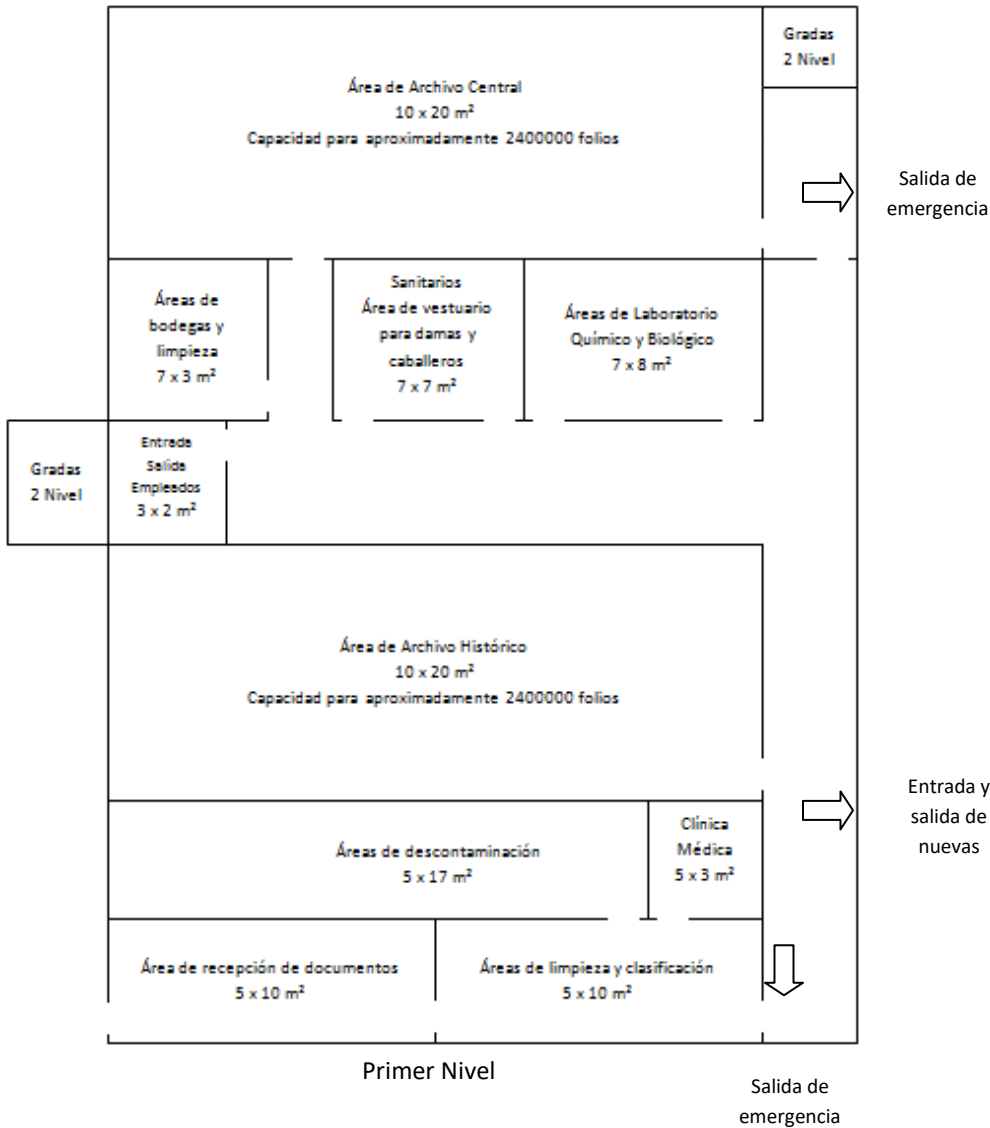 Gradas
2 Nivel
Área de Archivo Central
10 x 20 m²
Capacidad para aproximadamente 2400000 folios
Salida de
emergencia
Áreas de
bodegas y
limpieza
7 x 3 m²
Sanitarios
Área de vestuario
para damas y
caballeros
7 x 7 m²
Áreas de Laboratorio
Químico y Biológico
7 x 8 m²
Gradas
2 Nivel
Entrada
Salida
Empleados
3 x 2 m²
Área de Archivo Histórico
10 x 20 m²
Capacidad para aproximadamente 2400000 folios
Entrada y
salida de
nuevas
Áreas de descontaminación
5 x 17 m²
Clínica
Médica
5 x 3 m²
Área de recepción de documentos
5 x 10 m²
Áreas de limpieza y clasificación
5 x 10 m²
Primer Nivel
Salida de
emergencia